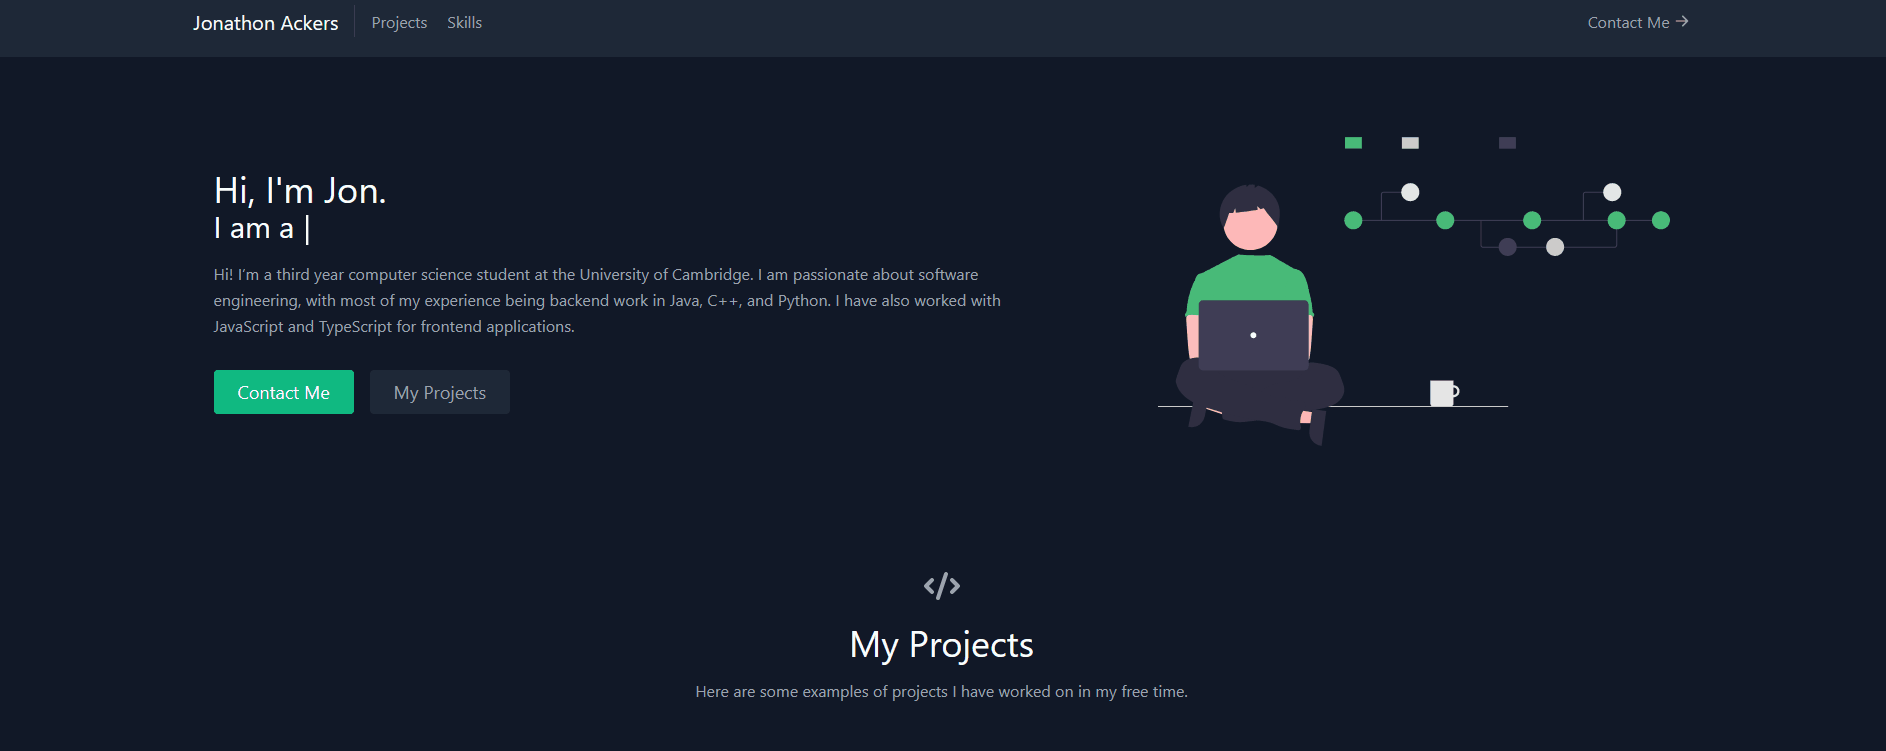 Jonathon Ackers Projects Skills Contact Me →
Hi, I'm Jon.
I am a |
Hi! I’m a third year computer science student at the University of Cambridge. I am passionate about software
engineering, with most of my experience being backend work in Java, C++, and Python. I have also worked with
JavaScript and TypeScript for frontend applications.
Contact Me My Projects
</>
My Projects
Here are some examples of projects I have worked on in my free time.